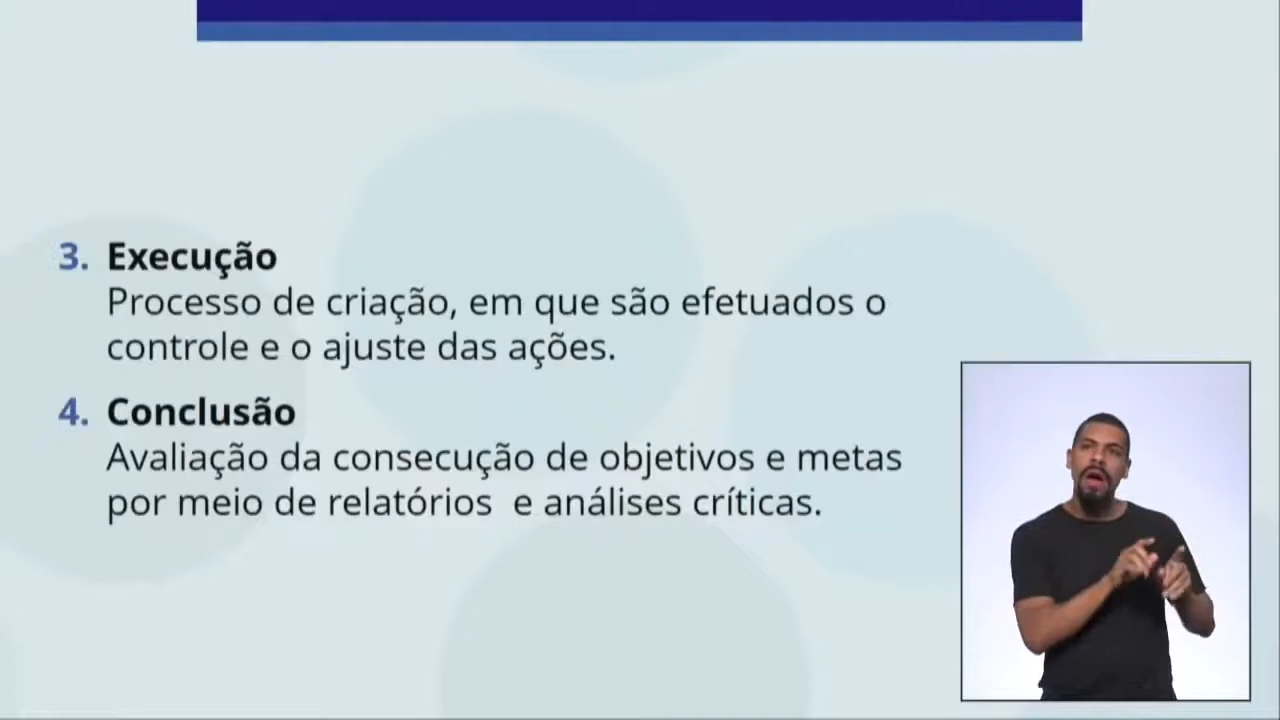 3. Execução
Processo de criação, em que são efetuados o
controle e o ajuste das ações.
4. Conclusão
Avaliação da consecução de objetivos e metas
por meio de relatórios  e análises críticas.